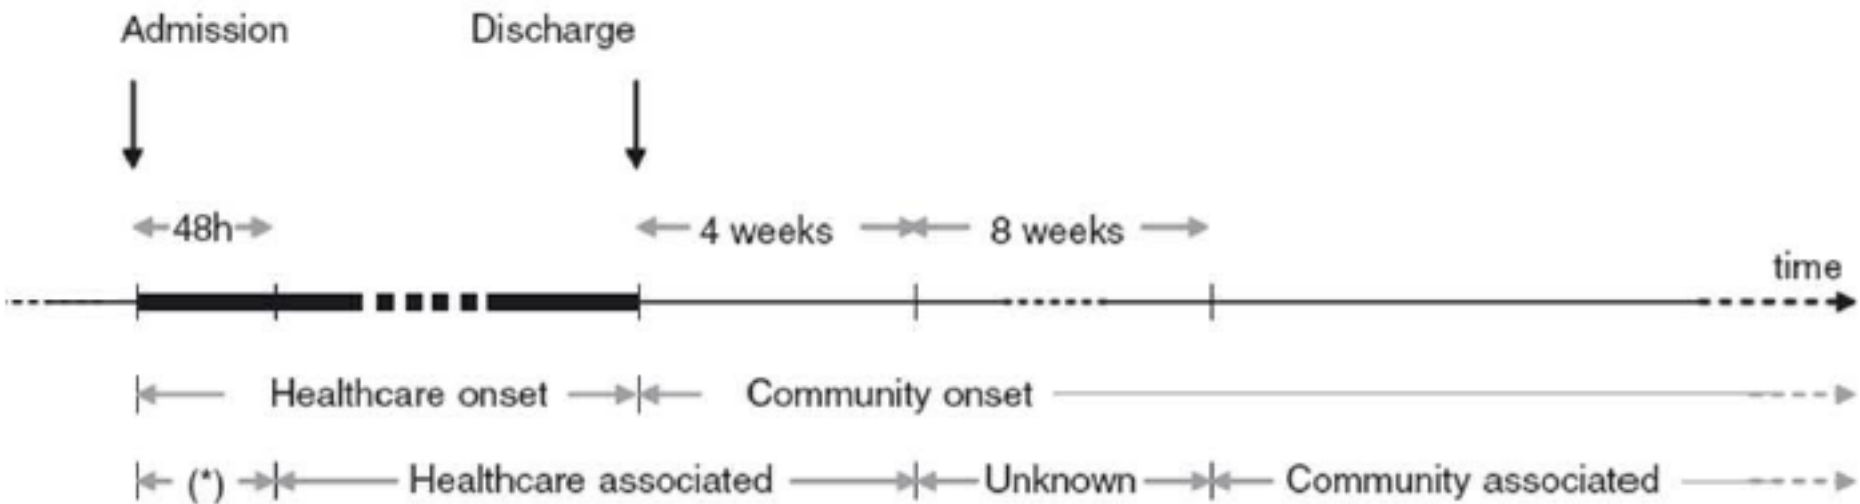 Admission Discharge
48h 4 weeks 8 weeks
time
Healthcare onset Community onset
(*) Healthcare associated Unknown Community associated